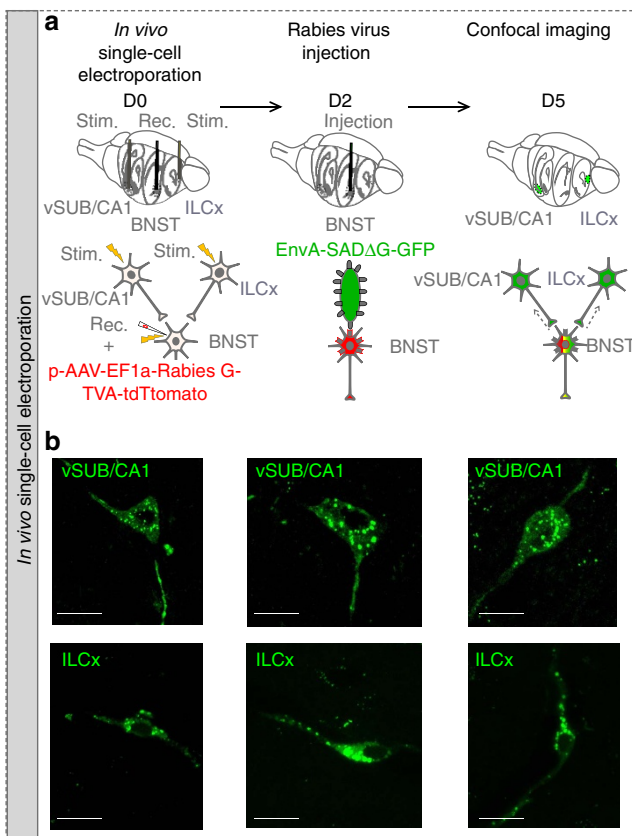 In vivo single-cell electroporation
a
In vivo
single-cell
electroporation
Rabies virus
injection
Confocal imaging
D0
D2
D5
Stim.
Rec.
Stim.
Injection
vSUB/CA1
ILCx
BNST
BNST
vSUB/CA1
ILCx
EnvA-SADΔG-GFP
Stim.
Stim.
vSUB/CA1
ILCx
Rec.
+
BNST
p-AAV-EF1a-Rabies G-
TVA-tdTtomato
BNST
vSUB/CA1
ILCx
BNST
b
vSUB/CA1
vSUB/CA1
vSUB/CA1
ILCx
ILCx
ILCx